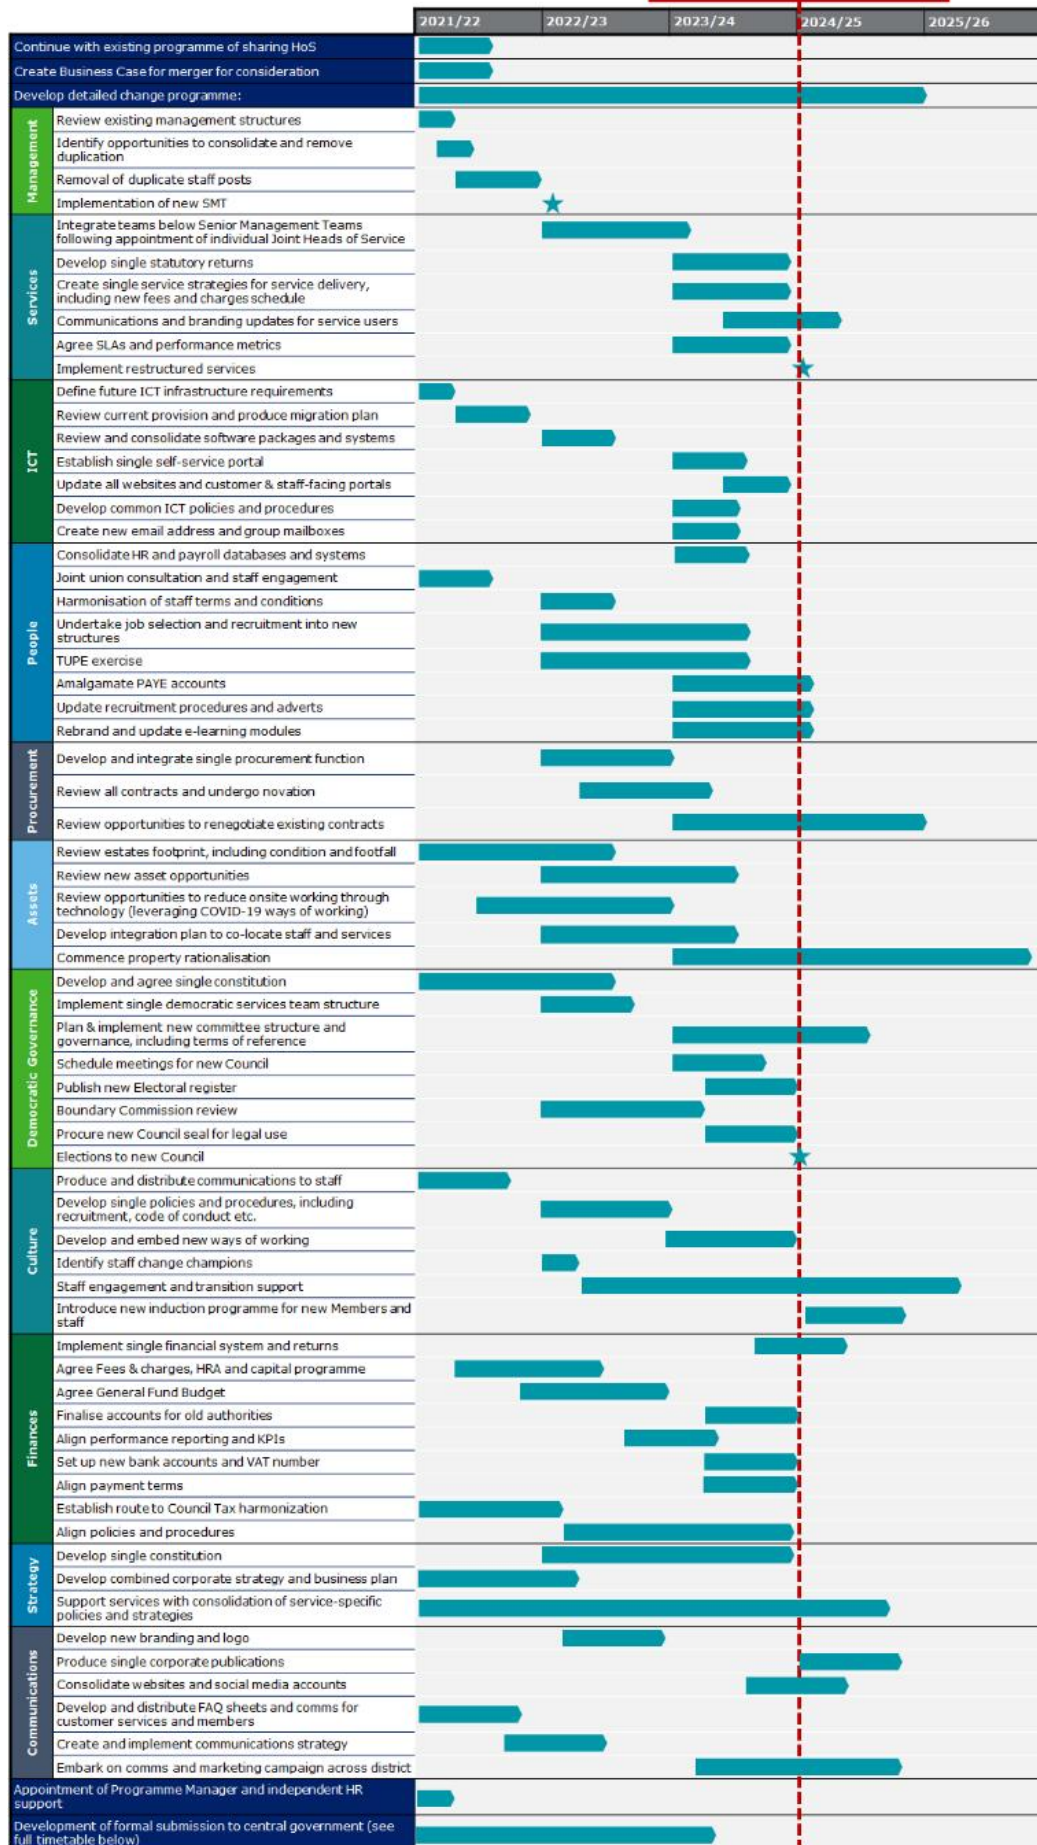 2021/22 2022/23 2023/24 2024/25 2025/26
Continue with existing programme of sharing HoS
Create Business Case for merger for consideration
Develop detailed change programme:
Management
Review existing management structures
Identify opportunities to consolidate and remove
duplication
Removal of duplicate staff posts
Implementation of new SMT
Services
Integrate teams below Senior Management Teams
following appointment of individual Joint Heads of Service
Develop single statutory returns
Create single service strategies for service delivery,
including new fees and charges schedule
Communications and branding updates for service users
Agree SLAs and performance metrics
Implement restructured services
ICT
Define future ICT infrastructure requirements
Review current provision and produce migration plan
Review and consolidate software packages and systems
Establish single self-service portal
Update all websites and customer & staff-facing portals
Develop common ICT policies and procedures
Create new email address and group mailboxes
People
Consolidate HR and payroll databases and systems
Joint union consultation and staff engagement
Harmonisation of staff terms and conditions
Undertake job selection and recruitment into new
structures
TUPE exercise
Amalgamate PAYE accounts
Update recruitment procedures and adverts
Rebrand and update e-learning modules
Procurement
Develop and integrate single procurement function
Review all contracts and undergo novation
Review opportunities to renegotiate existing contracts
Assets
Review estates footprint, including condition and footfall
Review new asset opportunities
Review opportunities to reduce onsite working through
technology (leveraging COVID-19 ways of working)
Develop integration plan to co-locate staff and services
Commence property rationalisation
Democratic Governance
Develop and agree single constitution
Implement single democratic services team structure
Plan & implement new committee structure and
governance, including terms of reference
Schedule meetings for new Council
Publish new Electoral register
Boundary Commission review
Procure new Council seal for legal use
Elections to new Council
Culture
Produce and distribute communications to staff
Develop single policies and procedures, including
recruitment, code of conduct etc.
Develop and embed new ways of working
Identify staff change champions
Staff engagement and transition support
Introduce new induction programme for new Members and
staff
Finances
Implement single financial system and returns
Agree Fees & charges, HRA and capital programme
Agree General Fund Budget
Finalise accounts for old authorities
Align performance reporting and KPIs
Set up new bank accounts and VAT number
Align payment terms
Establish route to Council Tax harmonization
Align policies and procedures
Strategy
Develop single constitution
Develop combined corporate strategy and business plan
Support services with consolidation of service-specific
policies and strategies
Communications
Develop new branding and logo
Produce single corporate publications
Consolidate websites and social media accounts
Develop and distribute FAQ sheets and comms for
customer services and members
Create and implement communications strategy
Embark on comms and marketing campaign across district
Appointment of Programme Manager and independent HR
support
Development of formal submission to central government (see
full timetable below)